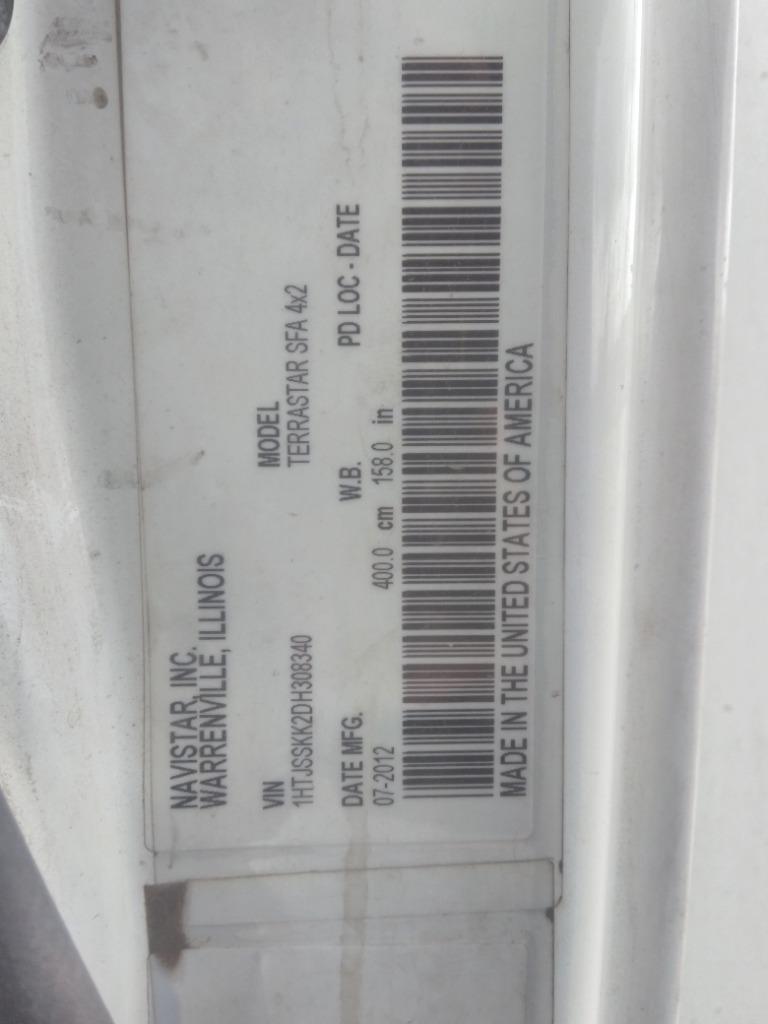 NAVISTAR, INC.
WARRENVILLE, ILLINOIS
VIN MODEL
1HTJSSKK2DH308340 TERRASTAR SFA 4x2
DATE MFG. W.B. PD LOC - DATE
07-2012 400.0 cm 158.0 in
MADE IN THE UNITED STATES OF AMERICA